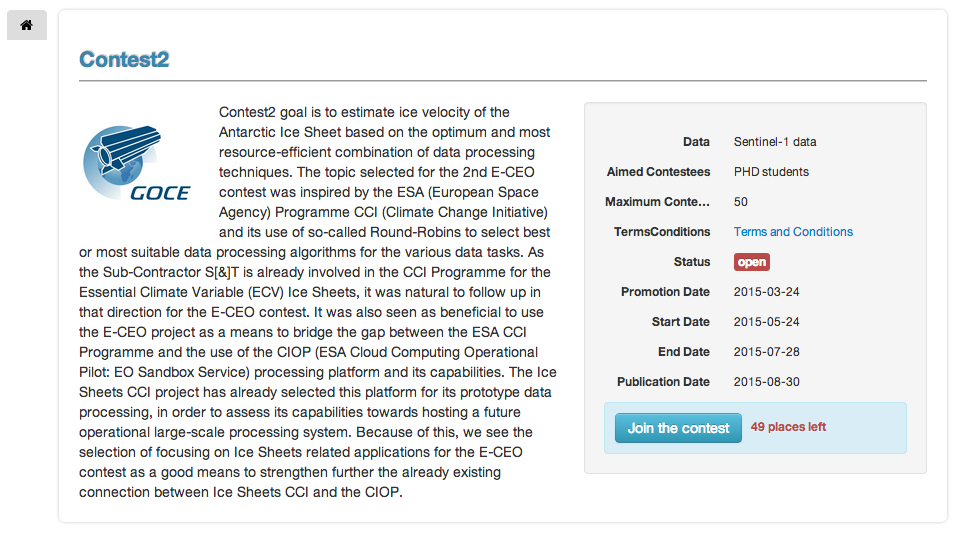 Contest2
GOCE
Contest2 goal is to estimate ice velocity of the
Antarctic Ice Sheet based on the optimum and most
resource-efficient combination of data processing
techniques. The topic selected for the 2nd E-CEO
contest was inspired by the ESA (European Space
Agency) Programme CCI (Climate Change Initiative)
and its use of so-called Round-Robins to select best
or most suitable data processing algorithms for the various data tasks. As
the Sub-Contractor S[&]T is already involved in the CCI Programme for the
Essential Climate Variable (ECV) Ice Sheets, it was natural to follow up in
that direction for the E-CEO contest. It was also seen as beneficial to use
the E-CEO project as a means to bridge the gap between the ESA CCI
Programme and the use of the CIOP (ESA Cloud Computing Operational
Pilot: EO Sandbox Service) processing platform and its capabilities. The Ice
Sheets CCI project has already selected this platform for its prototype data
processing, in order to assess its capabilities towards hosting a future
operational large-scale processing system. Because of this, we see the
selection of focusing on Ice Sheets related applications for the E-CEO
contest as a good means to strengthen further the already existing
connection between Ice Sheets CCI and the CIOP.
Data Sentinel-1 data
Aimed Contestees PHD students
Maximum Conte... 50
TermsConditions Terms and Conditions
Status open
Promotion Date 2015-03-24
Start Date 2015-05-24
End Date 2015-07-28
Publication Date 2015-08-30
Join the contest 49 places left